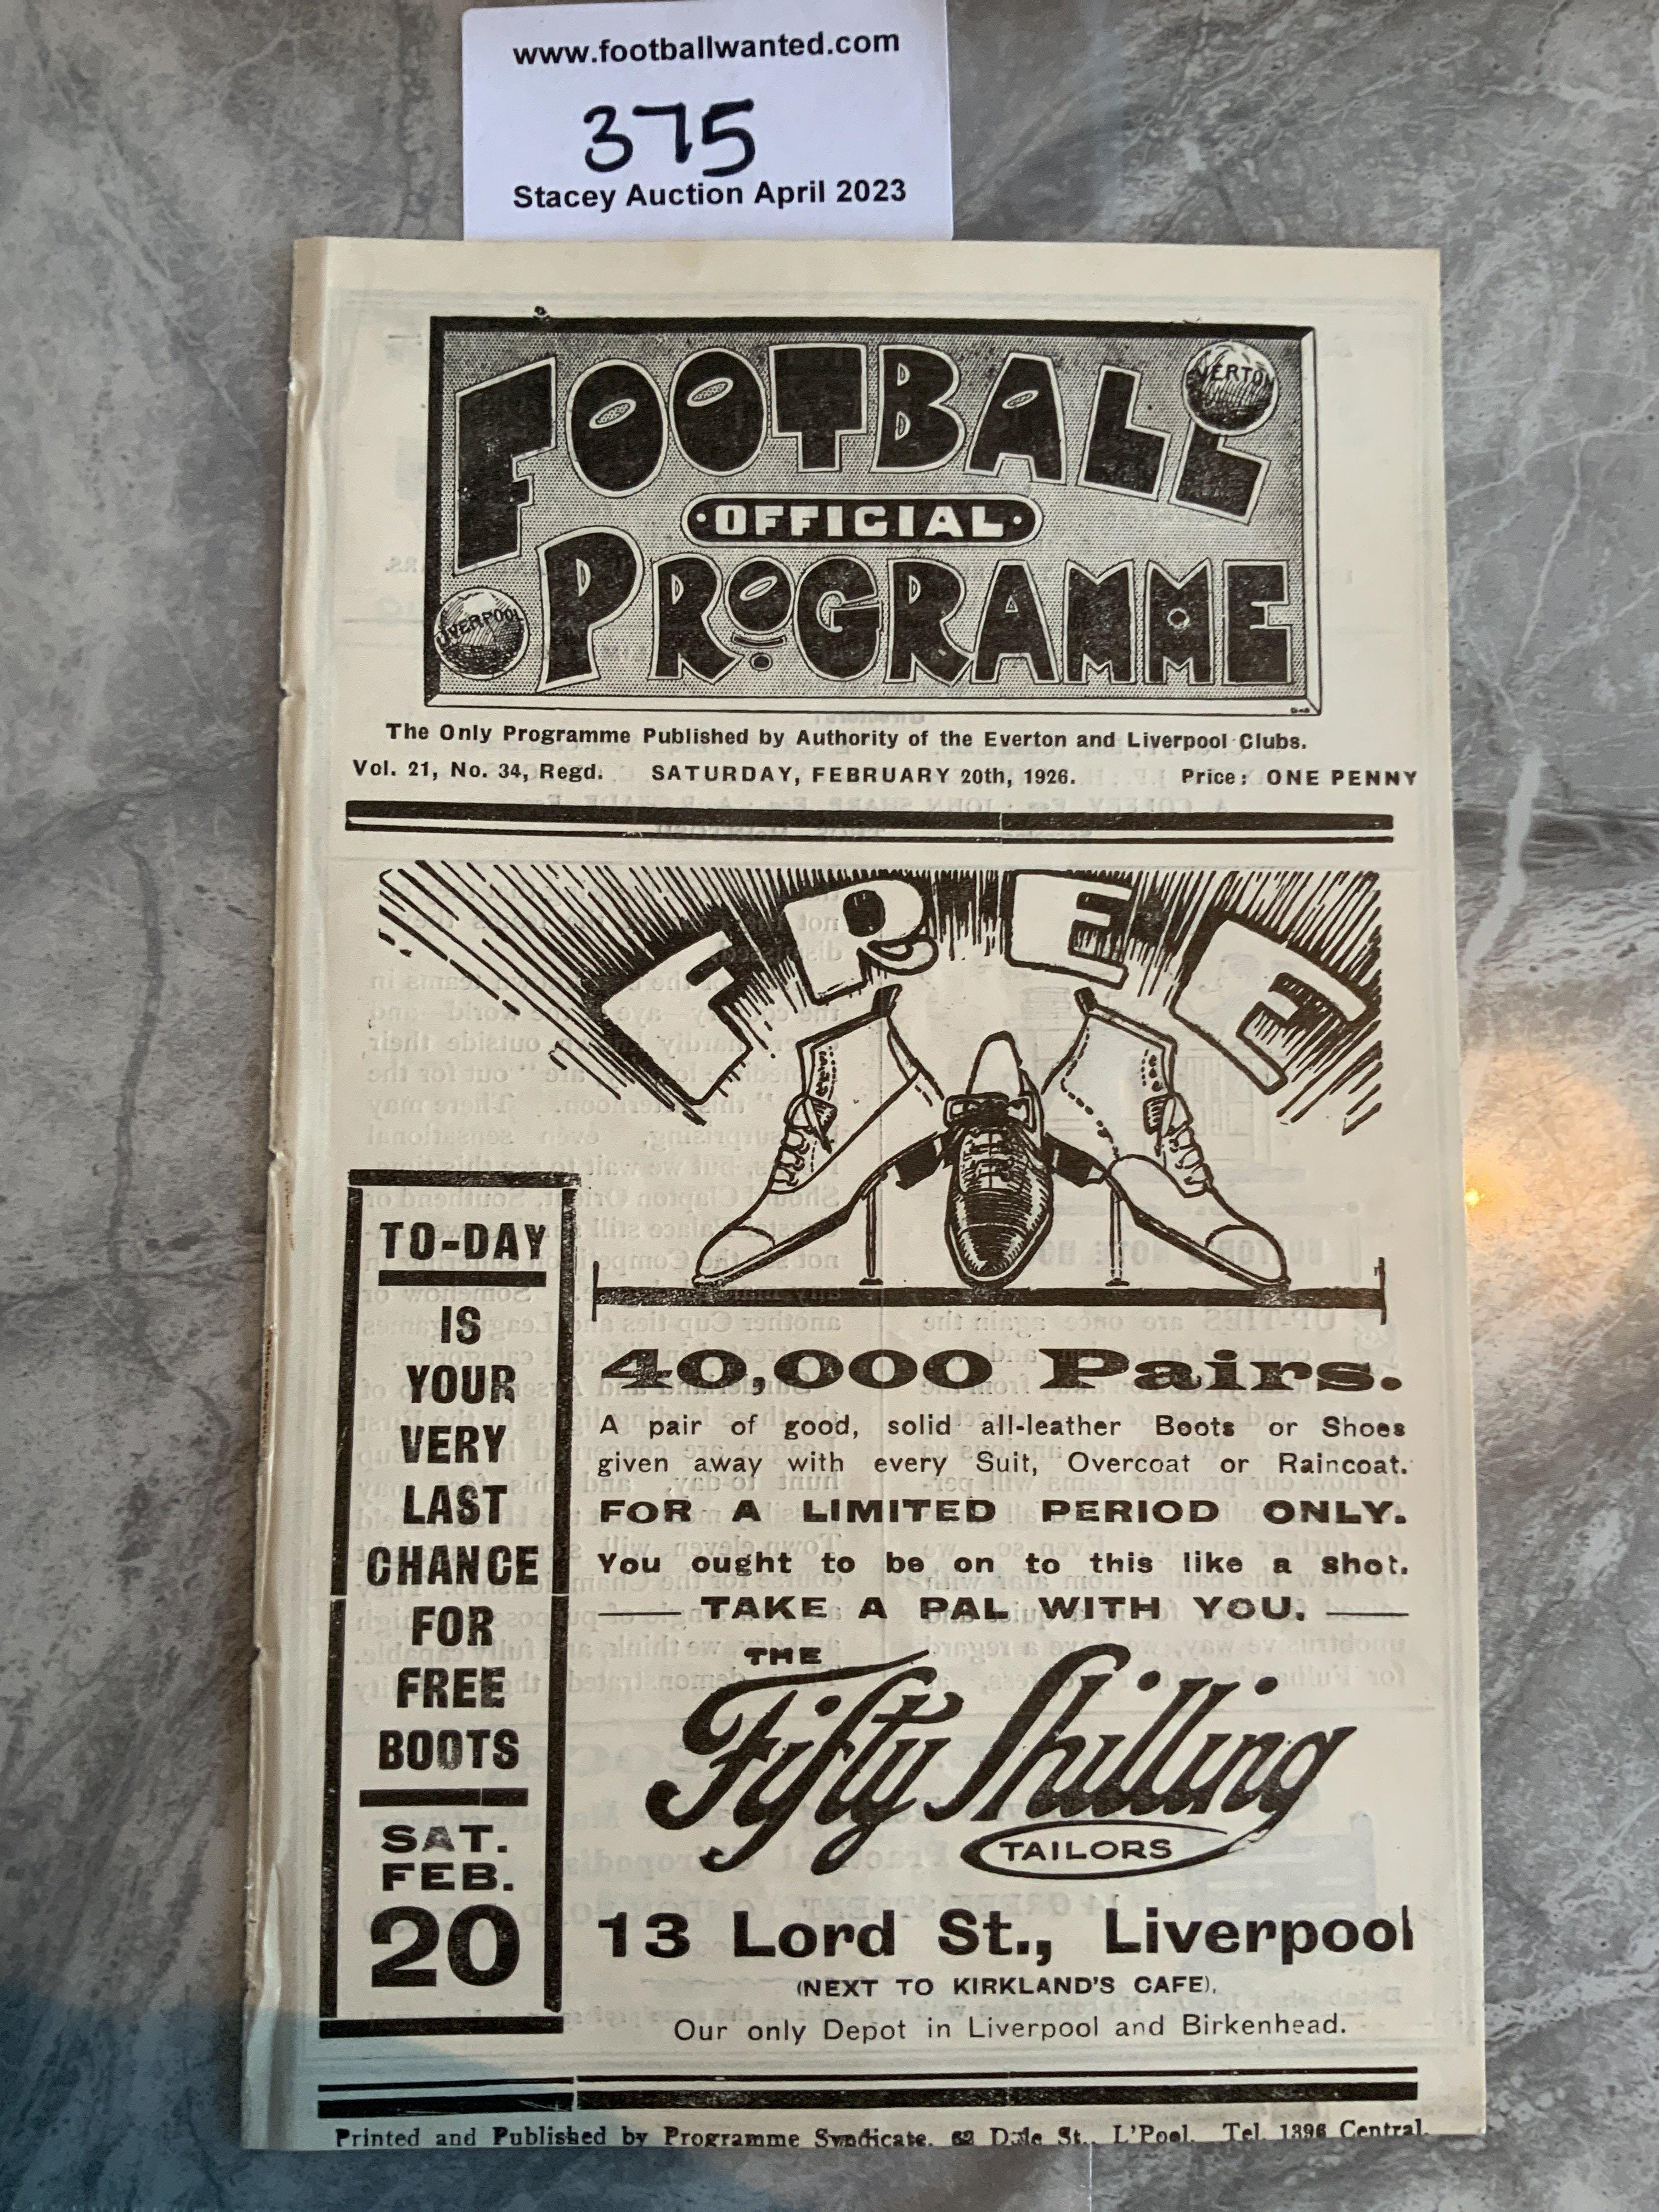 www.footballwanted.com
375
Stacey Auction April 2023
FOOTBALL
EVERTON
·OFFICIAL·
PROGRAMME
LIVERPOOL
The Only Programme Published by Authority of the Everton and Liverpool Clubs.
Vol. 21, No. 34, Regd. SATURDAY, FEBRUARY 20th, 1926. Price: ONE PENNY
FREE
TO-DAY
IS
YOUR
VERY
LAST
CHANCE
FOR
FREE
BOOTS
SAT.
FEB.
20
40,000 Pairs.
A pair of good, solid all-leather Boots or Shoes
given away with every Suit, Overcoat or Raincoat.
FOR A LIMITED PERIOD ONLY.
You ought to be on to this like a shot.
TAKE A PAL WITH YOU.
THE
Fifty Shilling
TAILORS
13 Lord St., Liverpool
(NEXT TO KIRKLAND'S CAFE),
Our only Depot in Liverpool and Birkenhead.
Printed and Published by Programme Syndicate, 62 Dale St., L'Pool. Tel. 1396 Central.